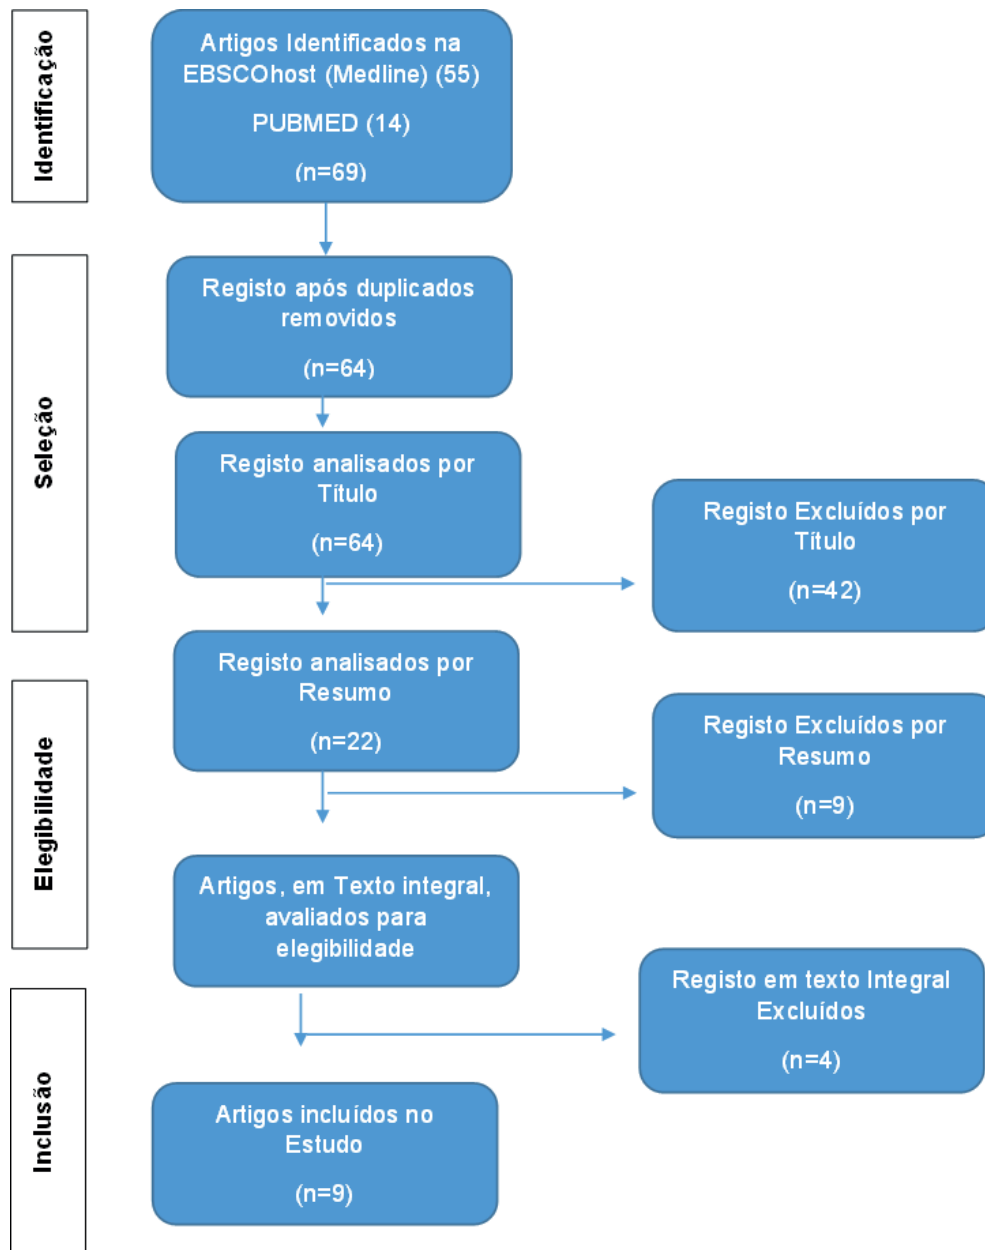 Identificação
Artigos Identificados na
EBSCOhost (Medline) (55)
PUBMED (14)
(n=69)
Seleção
Registo após duplicados
removidos
(n=64)
Registo analisados por
Título
(n=64)
Registo Excluídos por
Título
(n=42)
Registo analisados por
Resumo
(n=22)
Elegibilidade
Registo Excluídos por
Resumo
(n=9)
Artigos, em Texto integral,
avaliados para
elegibilidade
Registo em texto Integral
Excluídos
(n=4)
Inclusão
Artigos incluídos no
Estudo
(n=9)